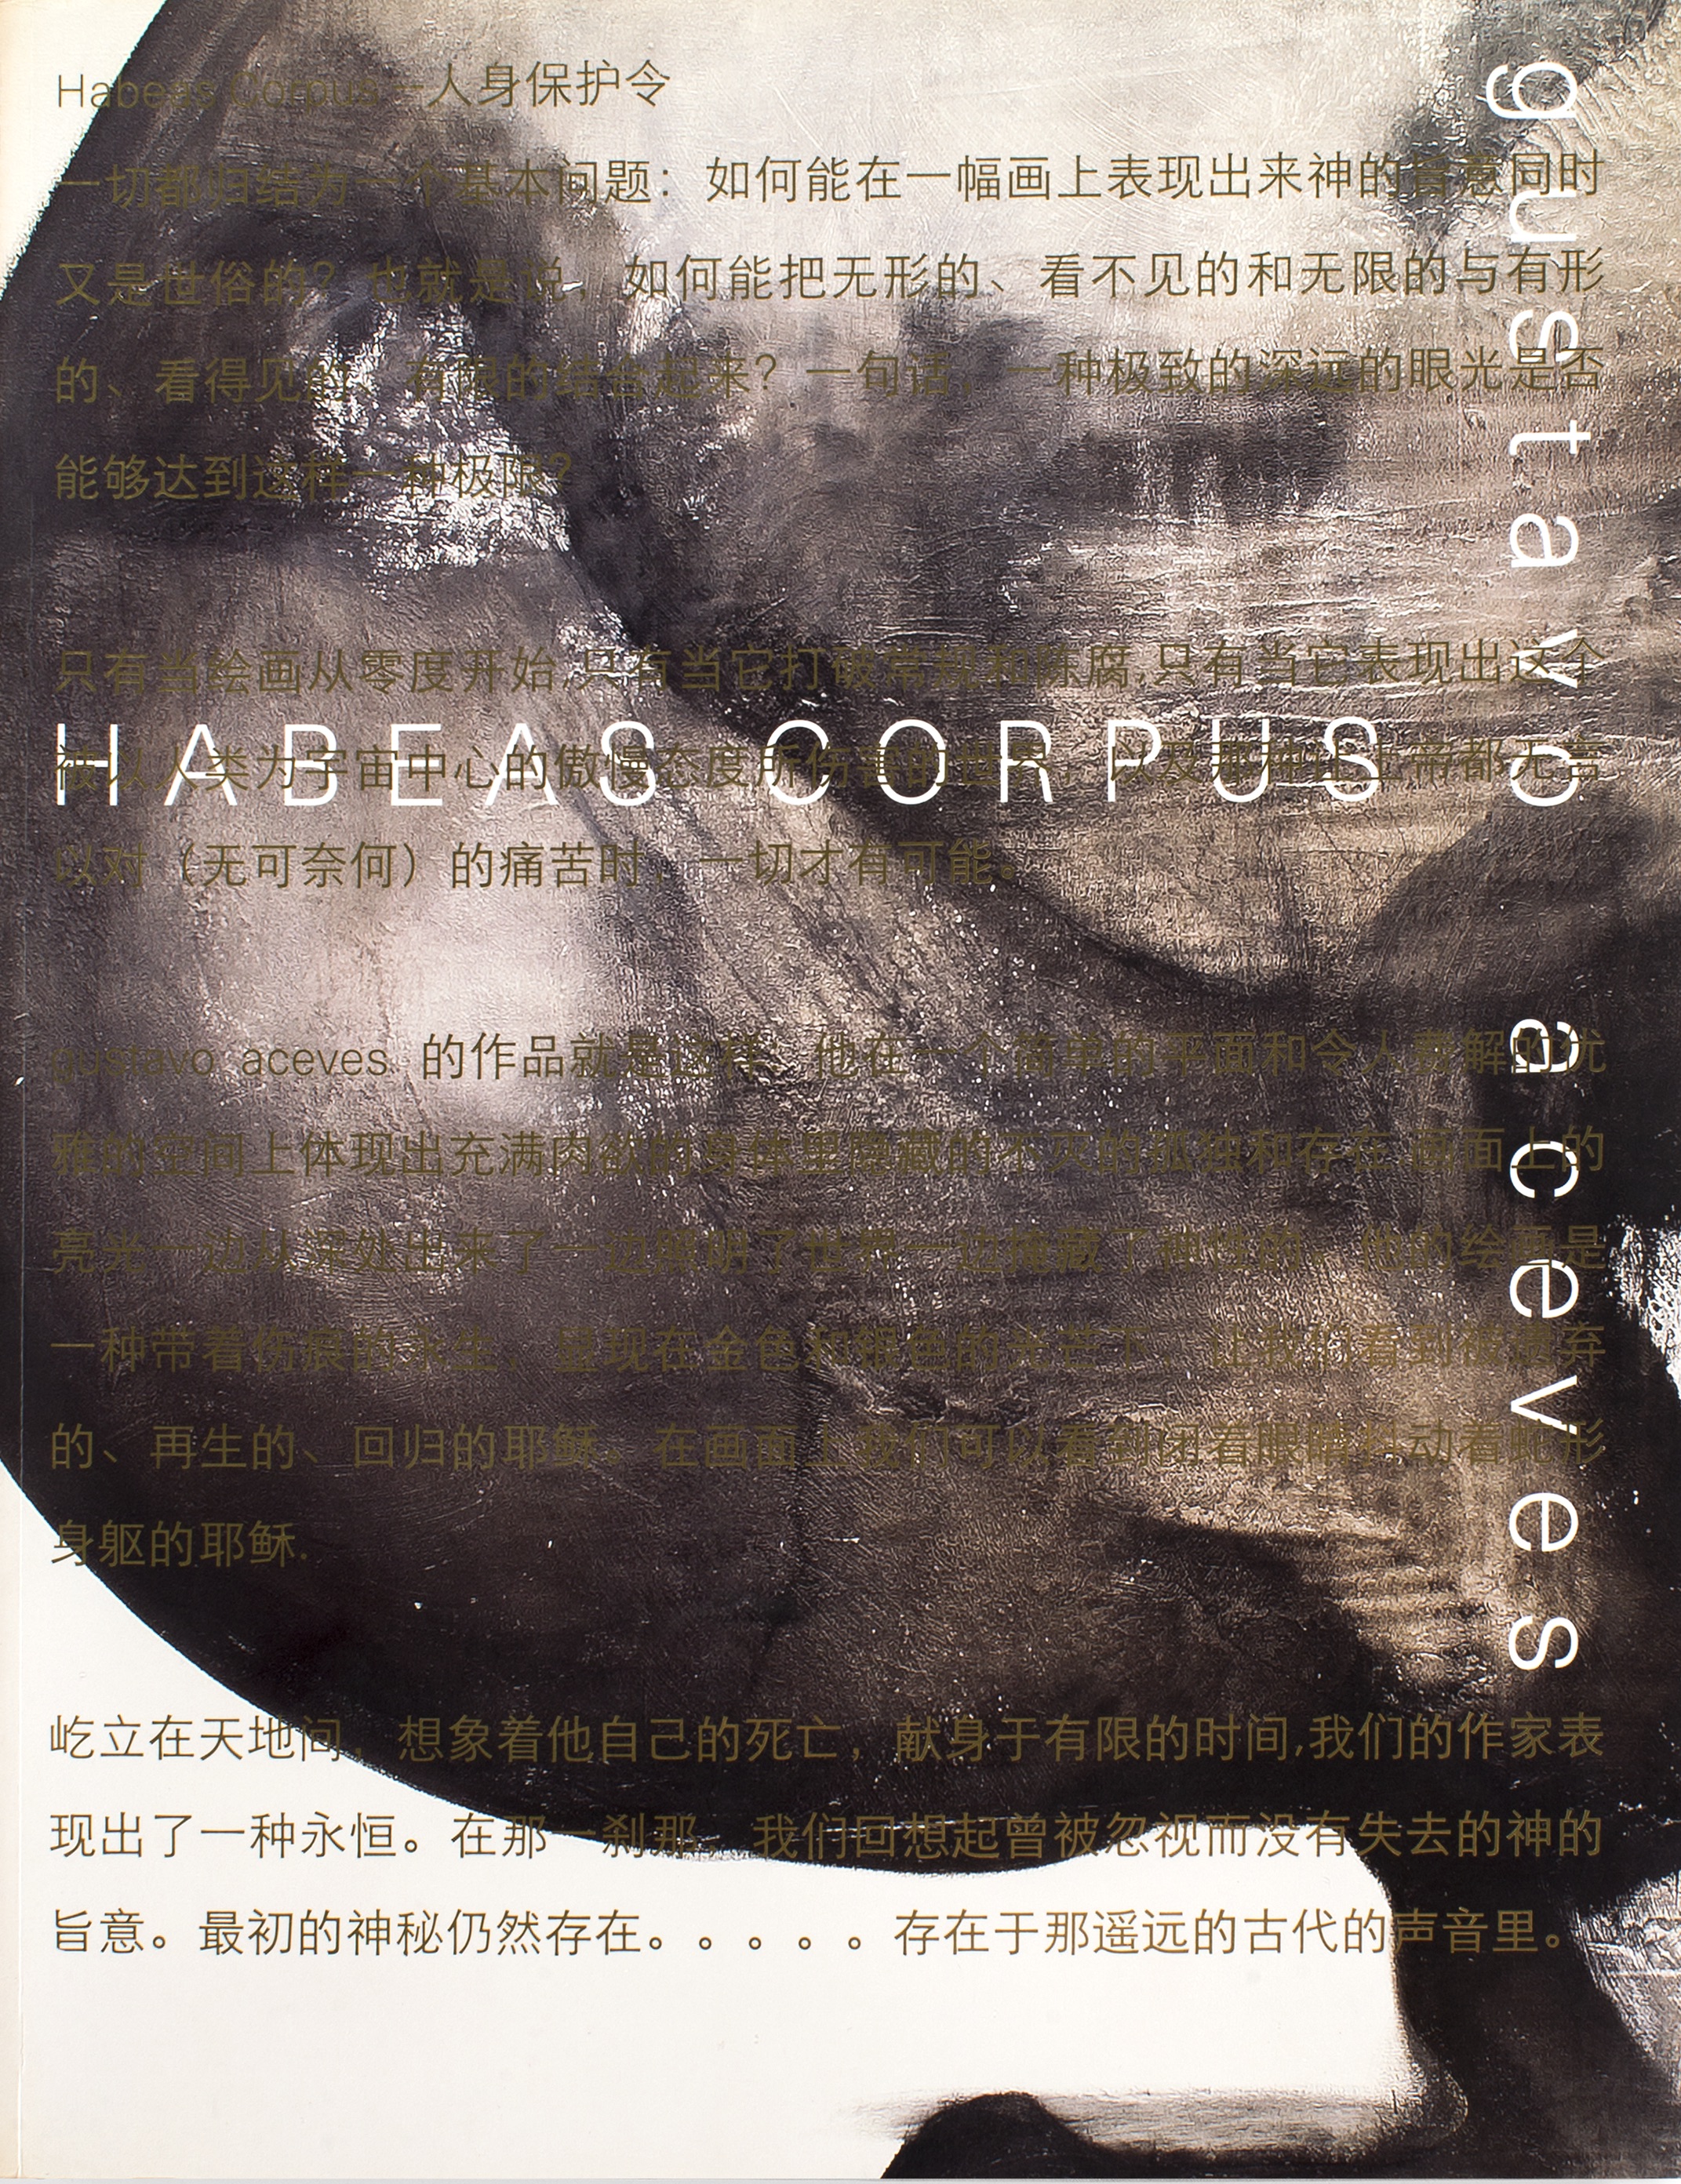 Habeas Corpus—人身保护令
一切都归结为一个基本问题：如何能在一幅画上表现出来神的旨意同时
又是世俗的？也就是说，如何能把无形的、看不见的和无限的与有形
的、看得见的、有限的结合起来？一句话，一种极致的深远的眼光是否
能够达到这样一种极限？
只有当绘画从零度开始,只有当它打破常规和陈腐,只有当它表现出这个
被以人类为宇宙中心的傲慢态度所伤害的世界，以及那种让上帝都无言
HABEAS CORPUS
以对（无可奈何）的痛苦时，一切才有可能。
gustavo aceves 的作品就是这样，他在一个简单的平面和令人费解的优
雅的空间上体现出充满肉欲的身体里隐藏的不灭的孤独和存在,画面上的
亮光一边从深处出来了一边照明了世界一边掩藏了神性的。他的绘画是
一种带着伤痕的永生，显现在金色和银色的光芒下，让我们看到被遗弃
的、再生的、回归的耶稣。在画面上我们可以看到闭着眼睛 动着 形
身躯的耶稣.
屹立在天地间，想象着他自己的死亡，献身于有限的时间,我们的作家表
现出了一种永恒。在那一刹那，我们回想起曾被忽视而没有失去的神的
旨意。最初的神秘仍然存在。。。。。存在于那遥远的古代的声音里。
gustavo aceves